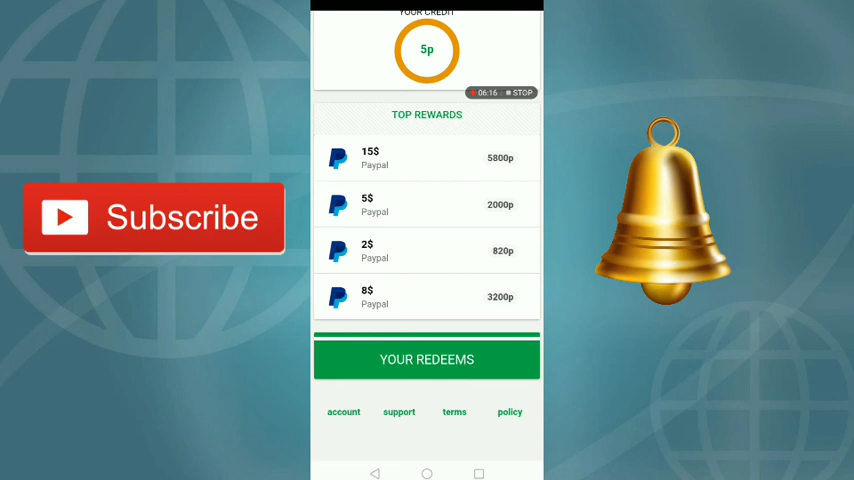 YOUR CREDIT
5p
06:16 STOP
TOP REWARDS
15$
Paypal
5800p
5$
Paypal
2000p
2$
Paypal
820p
8$
Paypal
3200p
YOUR REDEEMS
account support terms policy
Subscribe